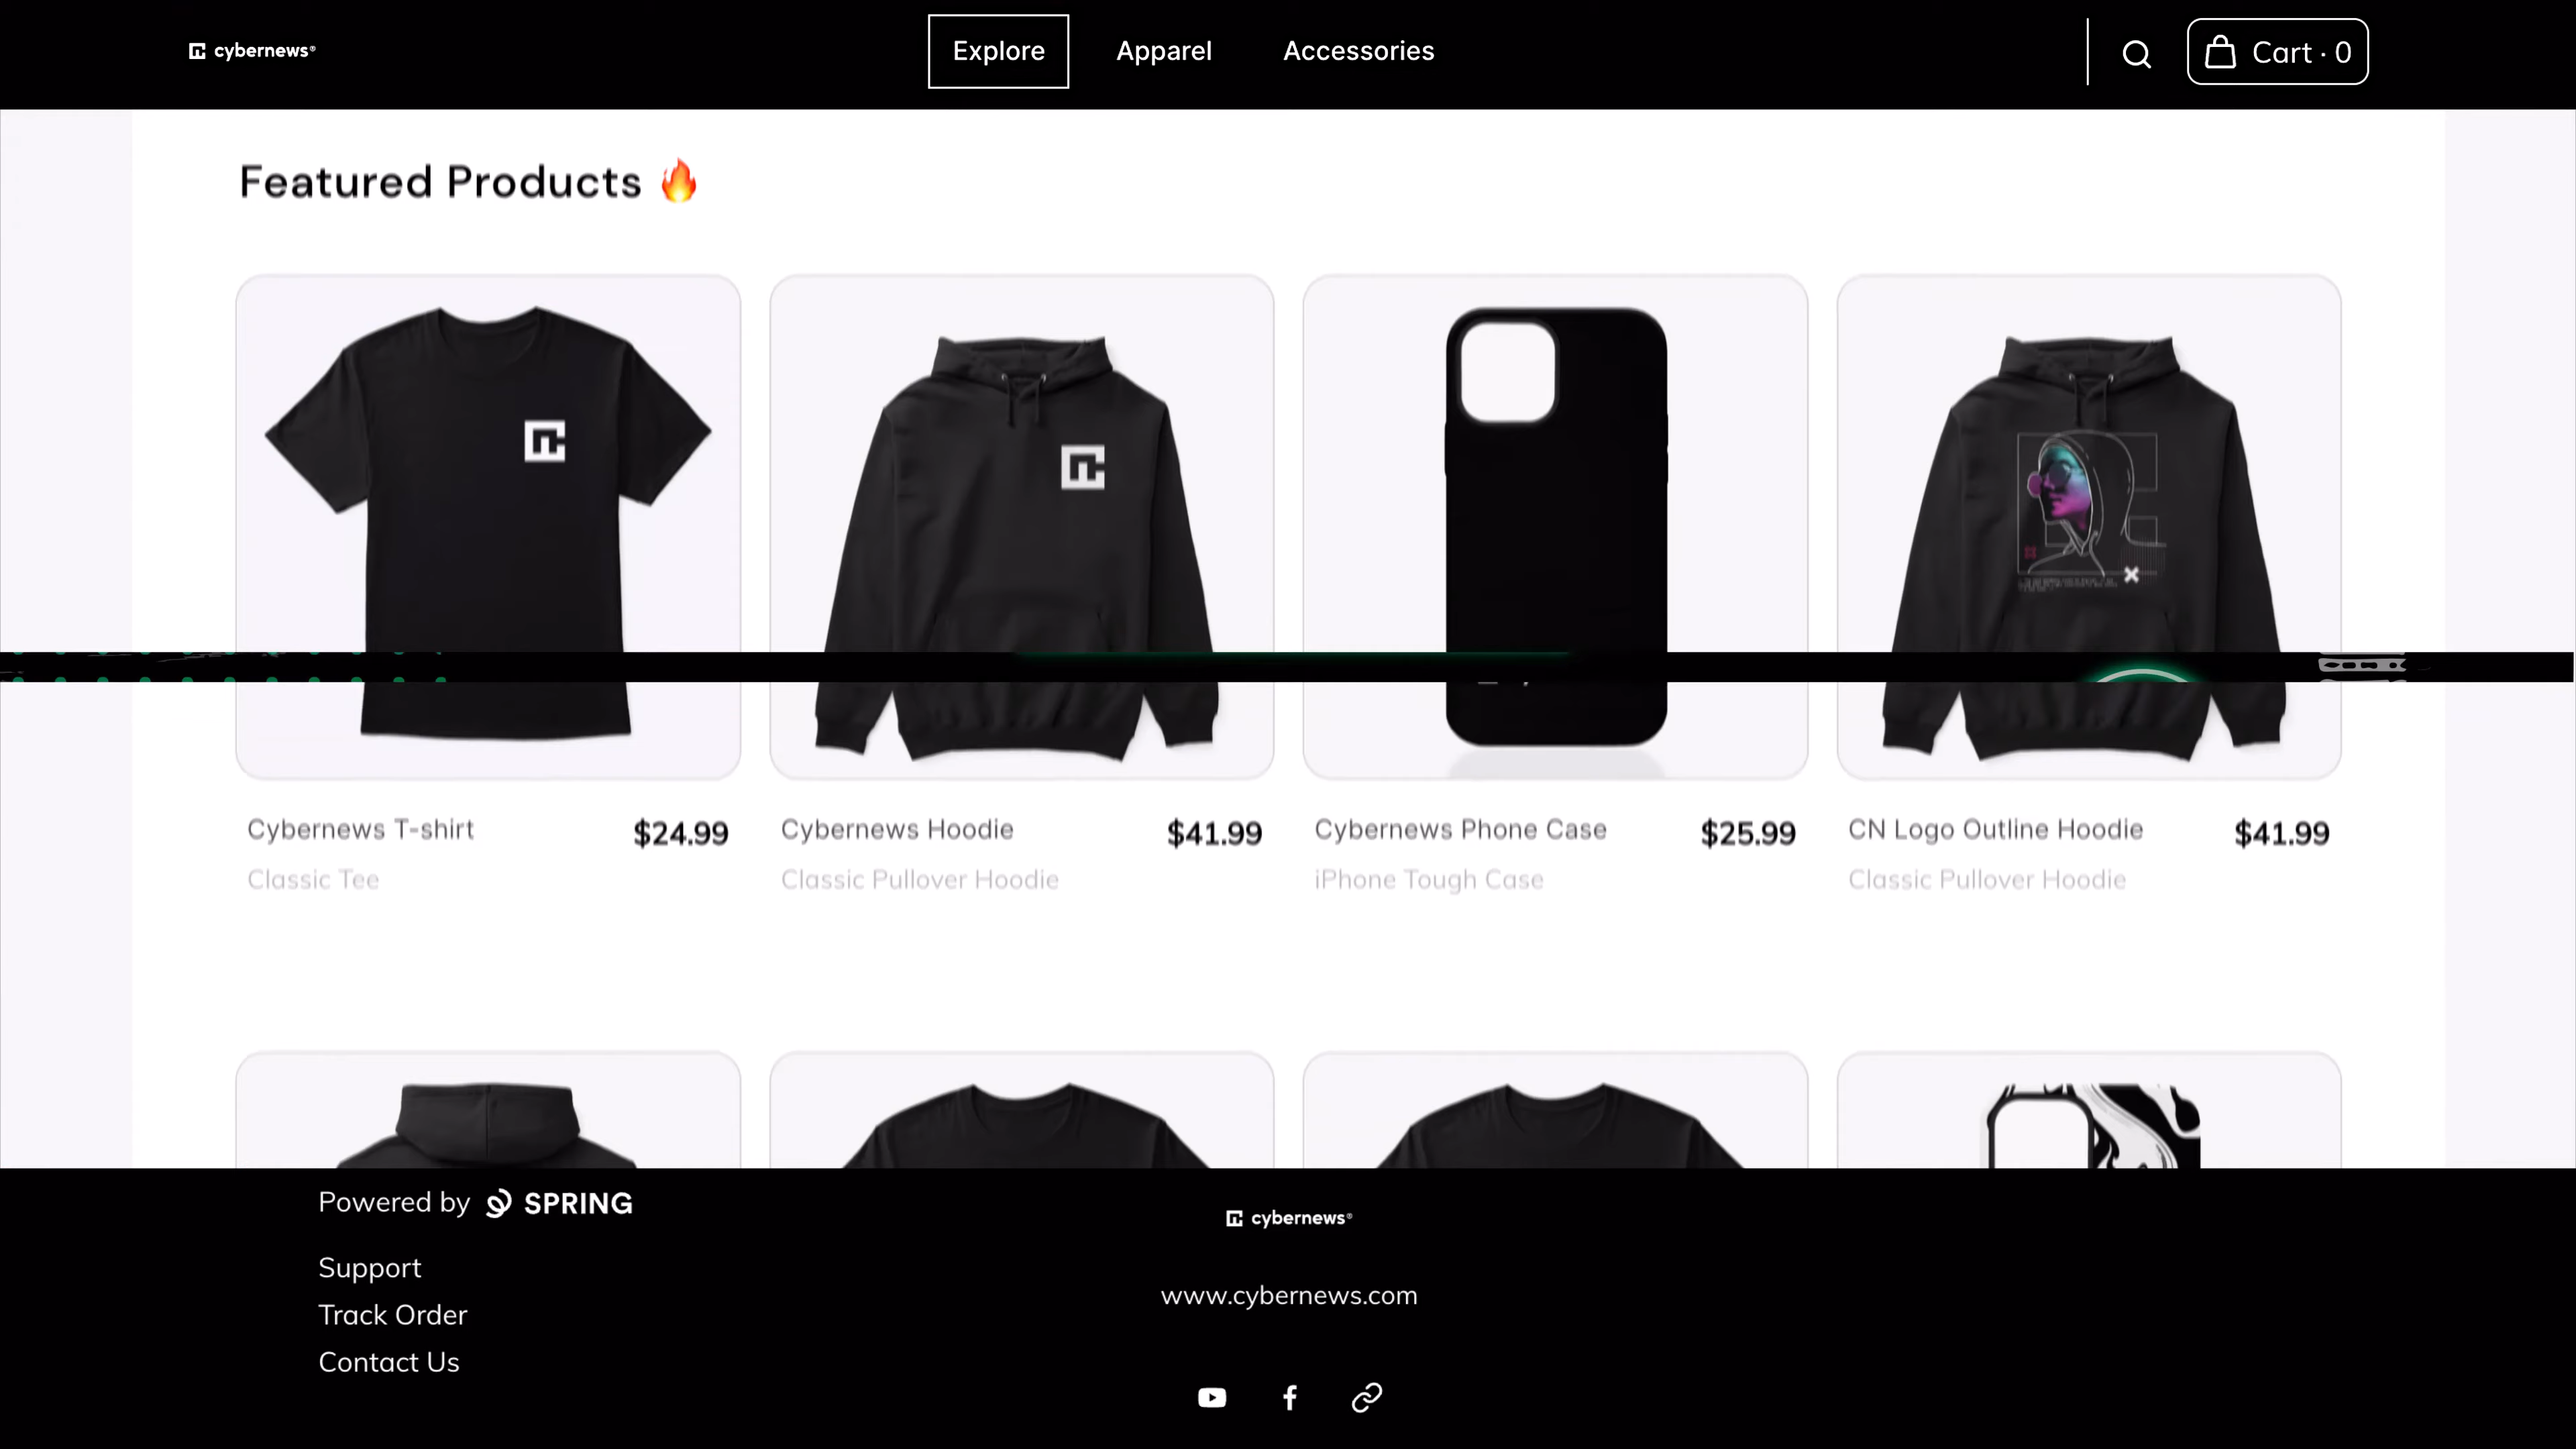 cybernews®
Explore
Apparel
Accessories
Cart · 0
Featured Products 🔥
Cybernews T-shirt
$24.99
Classic Tee
Cybernews Hoodie
$41.99
Classic Pullover Hoodie
Cybernews Phone Case
$25.99
iPhone Tough Case
CN Logo Outline Hoodie
$41.99
Classic Pullover Hoodie
Powered by SPRING
Support
Track Order
Contact Us
cybernews®
www.cybernews.com